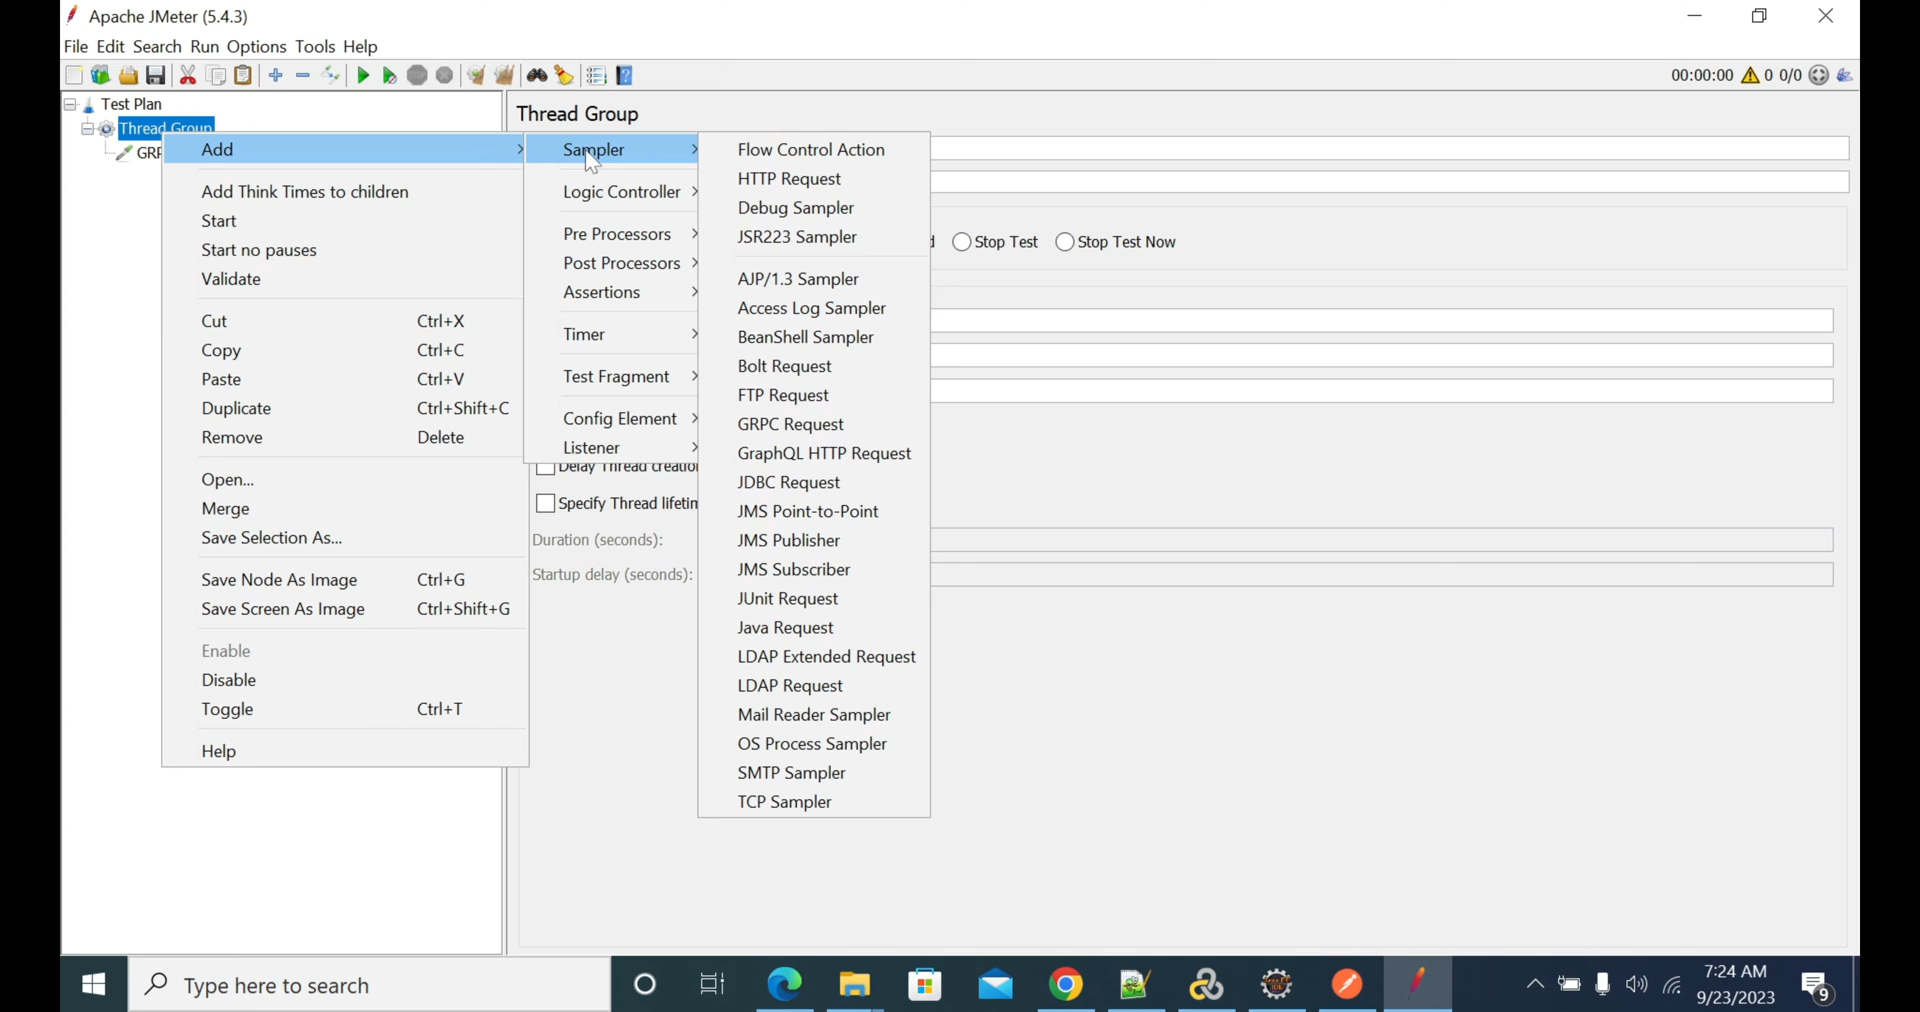 Apache JMeter (5.4.3)
File Edit Search Run Options Tools Help
00:00:00 0 0/0
Test Plan
Thread Group
GRP
Thread Group
Add
Add Think Times to children
Start
Start no pauses
Validate
Cut Ctrl+X
Copy Ctrl+C
Paste Ctrl+V
Duplicate Ctrl+Shift+C
Remove Delete
Open...
Merge
Save Selection As...
Save Node As Image Ctrl+G
Save Screen As Image Ctrl+Shift+G
Enable
Disable
Toggle Ctrl+T
Help
Sampler
Logic Controller
Pre Processors
Post Processors
Assertions
Timer
Test Fragment
Config Element
Listener
Flow Control Action
HTTP Request
Debug Sampler
JSR223 Sampler
AJP/1.3 Sampler
Access Log Sampler
BeanShell Sampler
Bolt Request
FTP Request
GRPC Request
GraphQL HTTP Request
JDBC Request
JMS Point-to-Point
JMS Publisher
JMS Subscriber
JUnit Request
Java Request
LDAP Extended Request
LDAP Request
Mail Reader Sampler
OS Process Sampler
SMTP Sampler
TCP Sampler
Stop Test Stop Test Now
Delay Thread creation
Specify Thread lifetim
Duration (seconds):
Startup delay (seconds):
Type here to search
7:24 AM
9/23/2023
9